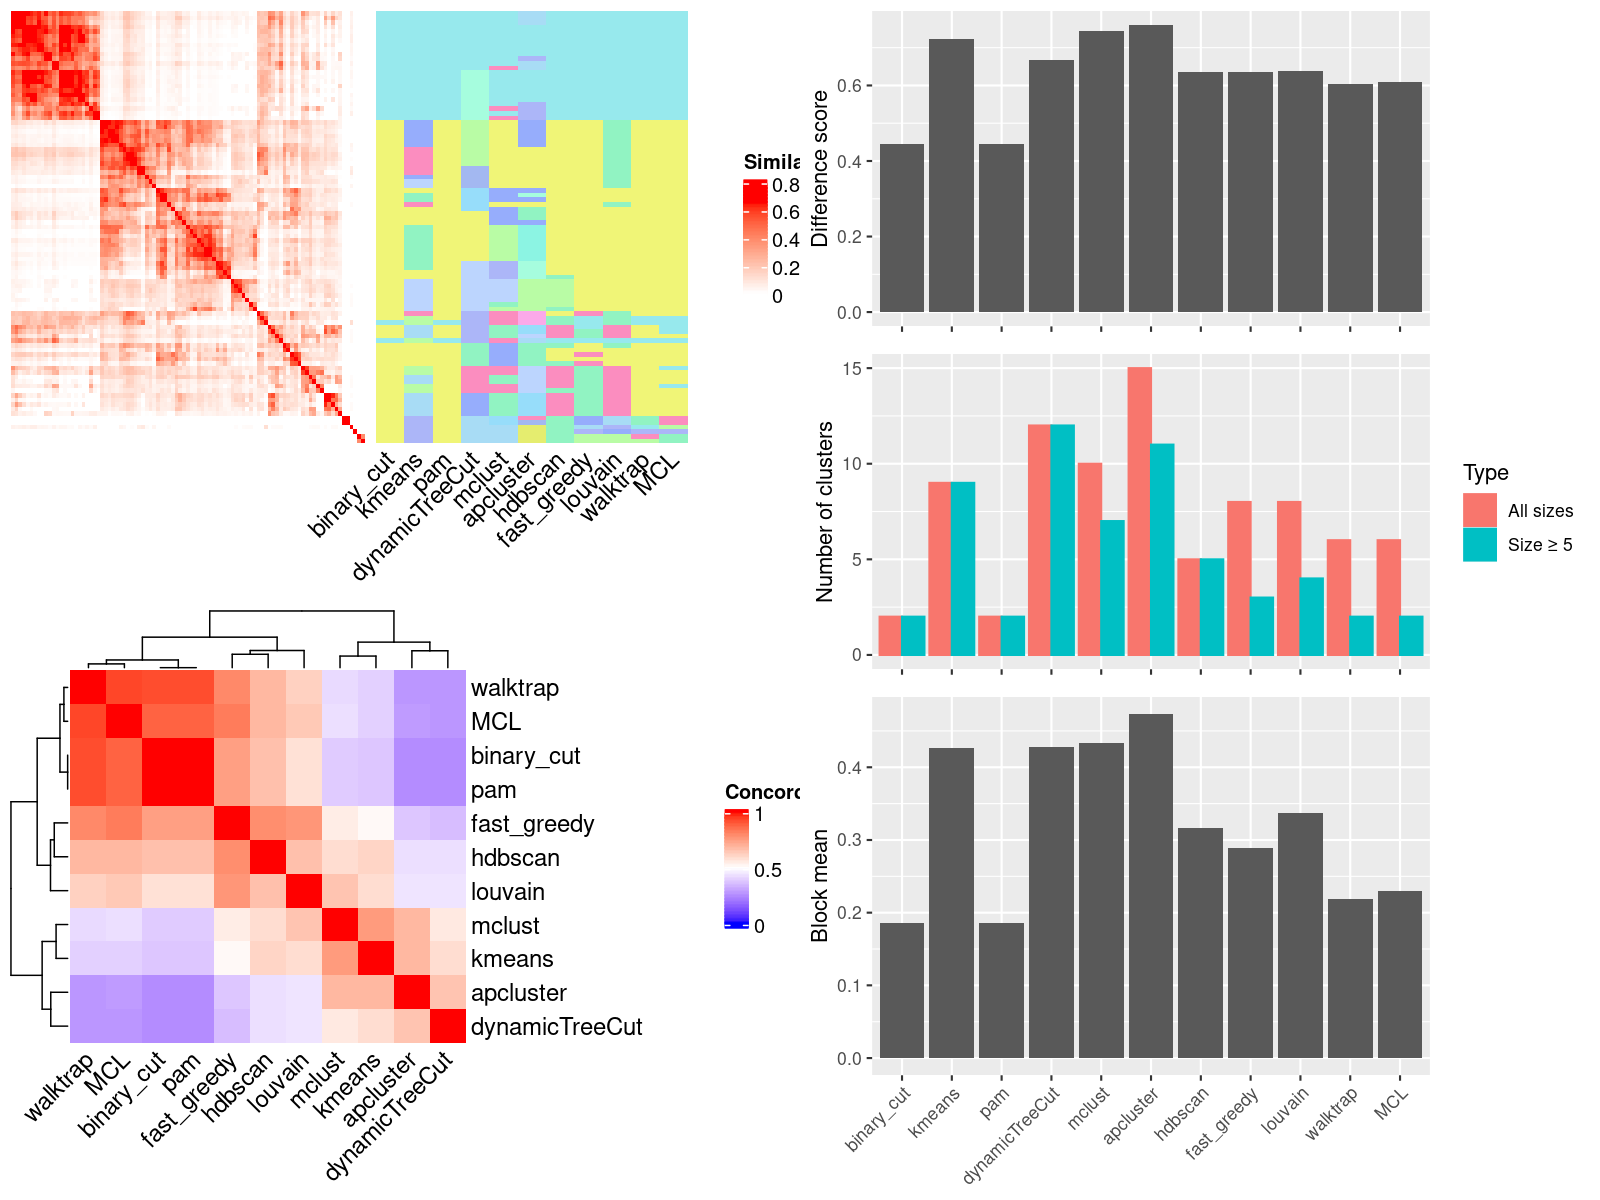 Simila
0.8
0.6
0.4
0.2
0
binary_cut
kmeans
pam
dynamicTreeCut
mclust
apcluster
hdbscan
fast_greedy
louvain
walktrap
MCL
walktrap
MCL
binary_cut
pam
fast_greedy
hdbscan
louvain
mclust
kmeans
apcluster
dynamicTreeCut
Concord
1
0.5
0
walktrap
MCL
binary_cut
pam
fast_greedy
hdbscan
louvain
mclust
kmeans
apcluster
dynamicTreeCut
Difference score
0.6
0.4
0.2
0.0
Number of clusters
15
10
5
0
Type
All sizes
Size ≥ 5
Block mean
0.4
0.3
0.2
0.1
0.0
binary_cut
kmeans
pam
dynamicTreeCut
mclust
apcluster
hdbscan
fast_greedy
louvain
walktrap
MCL